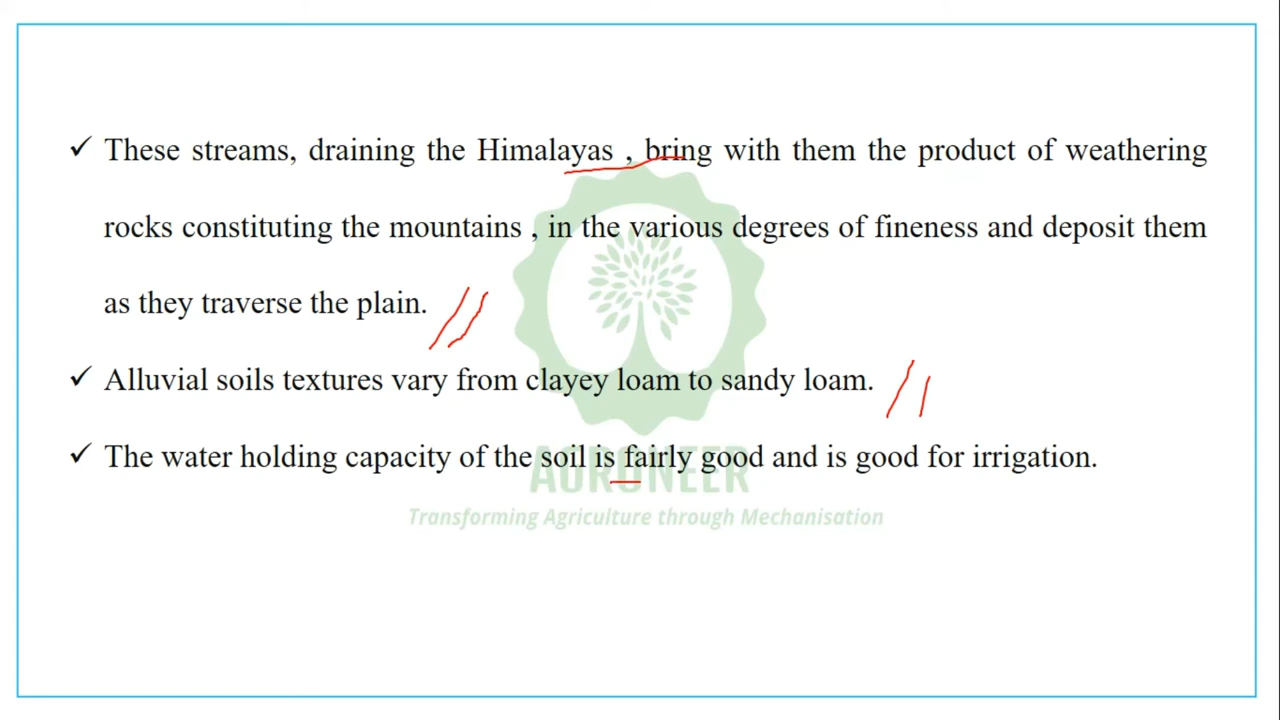 ✓ These streams, draining the Himalayas , bring with them the product of weathering
rocks constituting the mountains , in the various degrees of fineness and deposit them
as they traverse the plain.
✓ Alluvial soils textures vary from clayey loam to sandy loam.
✓ The water holding capacity of the soil is fairly good and is good for irrigation.
AGRONEER
Transforming Agriculture through Mechanisation